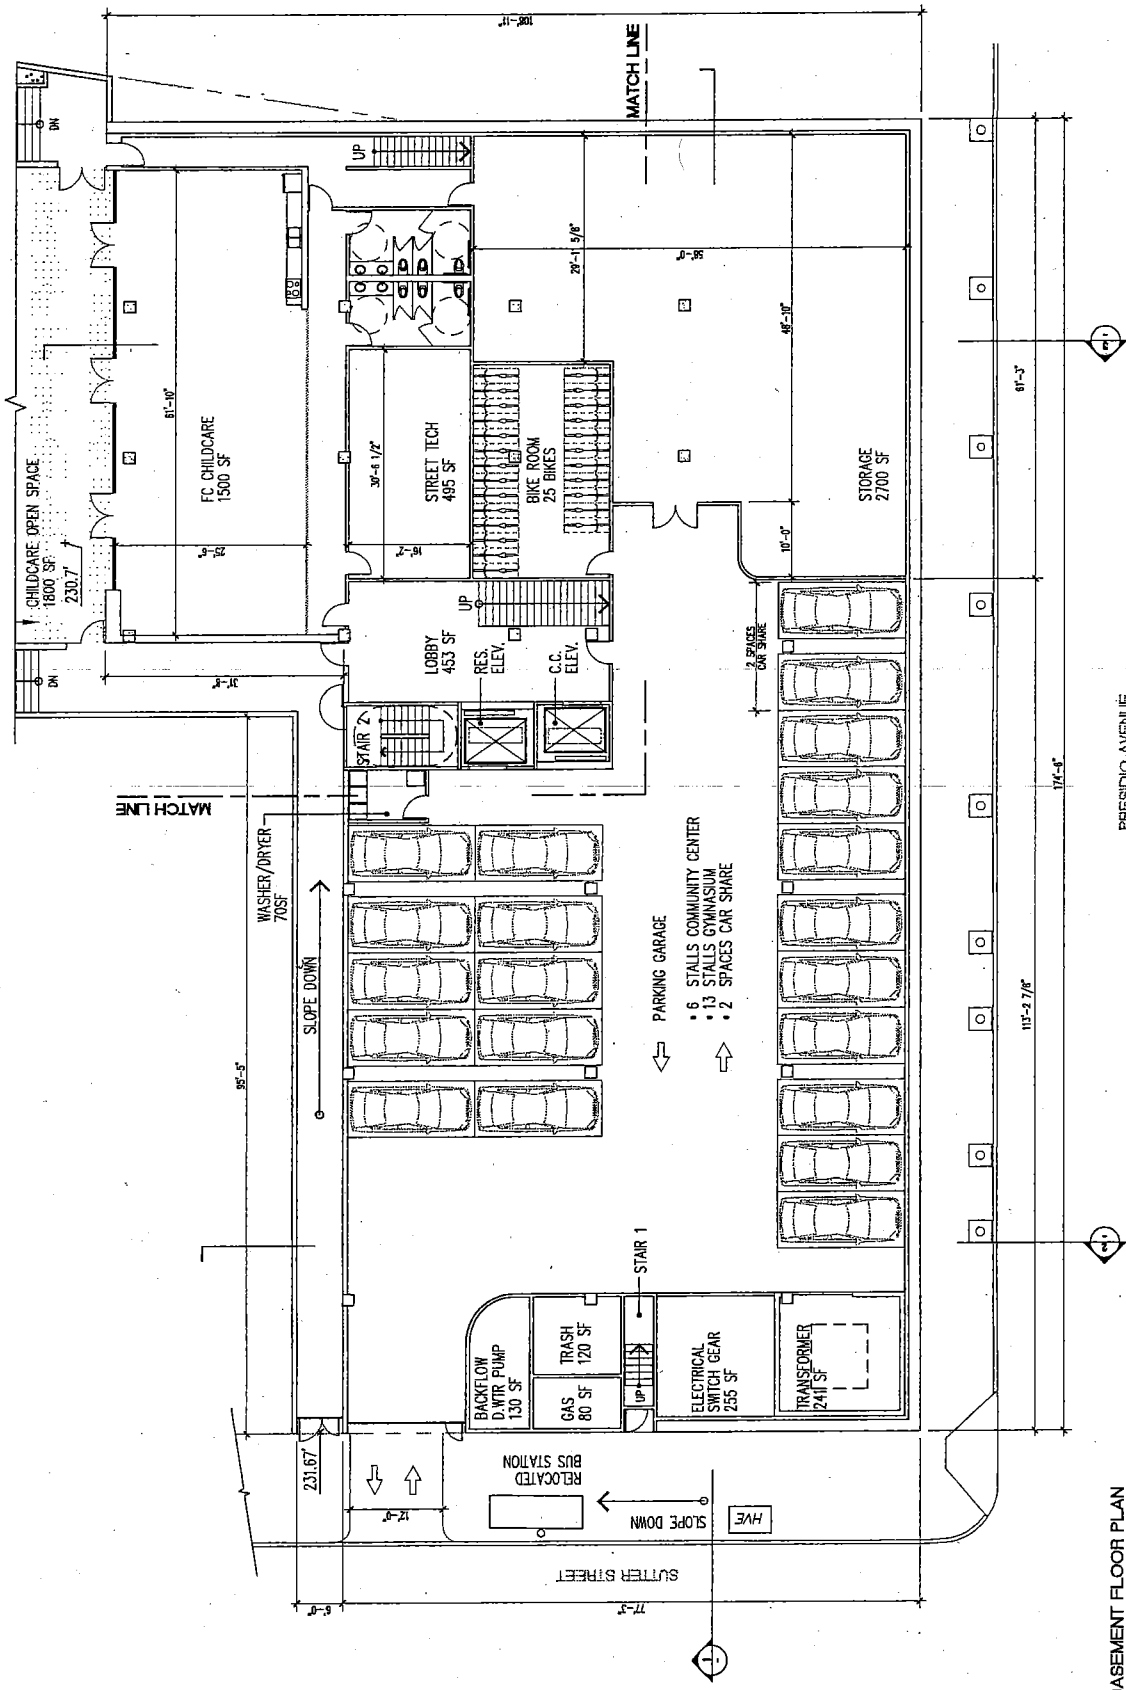 108'-11"
MATCH LINE
DN
UP
CHILDCARE OPEN SPACE
1800 SF
230.7'
61'-10"
FC CHILDCARE
1500 SF
25'-6"
30'-6 1/2"
STREET TECH
495 SF
16'-2"
29'-11 5/8"
58'-0"
BIKE ROOM
25 BIKES
48'-10"
STORAGE
2700 SF
10'-0"
61'-3"
DN
31'-8"
LOBBY
453 SF
UP
RES.
ELEV.
C.C.
ELEV.
STAIR 2
2 SPACES
CAR SHARE
MATCH LINE
WASHER/DRYER
70SF
SLOPE DOWN
95'-5"
PARKING GARAGE
• 6 STALLS COMMUNITY CENTER
• 13 STALLS GYMNASIUM
• 2 SPACES CAR SHARE
113'-2 7/8"
174'-6"
PRESIDIO AVENUE
STAIR 1
BACKFLOW
D.WTR PUMP
130 SF
TRASH
120 SF
GAS
80 SF
UP
ELECTRICAL
SWITCH GEAR
255 SF
TRANSFORMER
241 SF
231.67'
12'-0"
RELOCATED
BUS STATION
SLOPE DOWN
HVE
SUTTER STREET
6'-0"
77'-3"
1
BASEMENT FLOOR PLAN